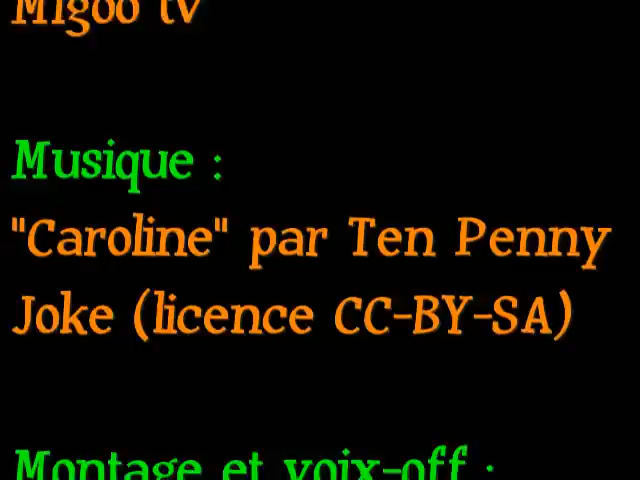 Migoo tv
Musique :
"Caroline" par Ten Penny
Joke (licence CC-BY-SA)
Montage et voix-off :